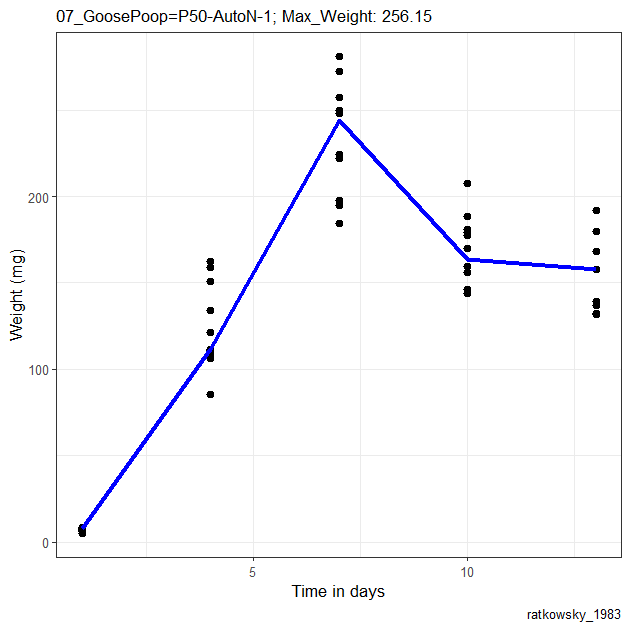 07_GoosePoop=P50-AutoN-1; Max_Weight: 256.15
Weight (mg)
200
100
0
5
10
Time in days
ratkowsky_1983